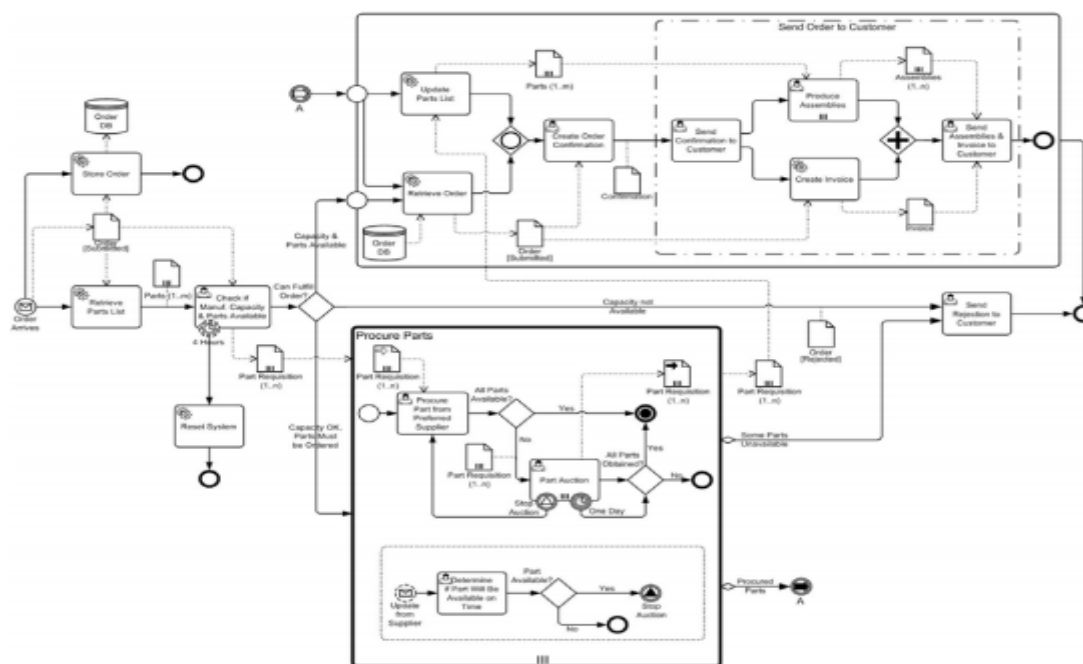 Send Order to Customer
Order
DB
Update
Parts List
Parts (1..m)
Produce
Assemblies
Assemblies
(1..n)
A
Store Order
Create Order
Confirmation
Send
Confirmation to
Customer
Send
Assemblies &
Invoice to
Customer
Retrieve Order
Create Invoice
Confirmation
Order
[Submitted]
Capacity &
Parts Available
Order
DB
Order
[Submitted]
Invoice
Order
Arrives
Retrieve
Parts List
Parts (1..m)
Check if
Manuf. Capacity
& Parts Available
Can Fulfill
Order?
Capacity not
Available
Send
Rejection to
Customer
4 Hours
Order
[Rejected]
Procure Parts
Part Requisition
(1..n)
Part Requisition
(1..n)
Part Requisition
(1..n)
Part Requisition
(1..n)
Procure
Part from
Preferred
Supplier
All Parts
Available?
Yes
Reset System
Capacity OK,
Parts Must
be Ordered
No
All Parts
Obtained?
Yes
Some Parts
Unavailable
Part Requisition
(1..n)
Part Auction
No
Stop
Auction
One Day
Part
Available?
Determine
if Part Will Be
Available on
Time
Yes
Update
from
Supplier
Stop
Auction
No
Procured
Parts
A